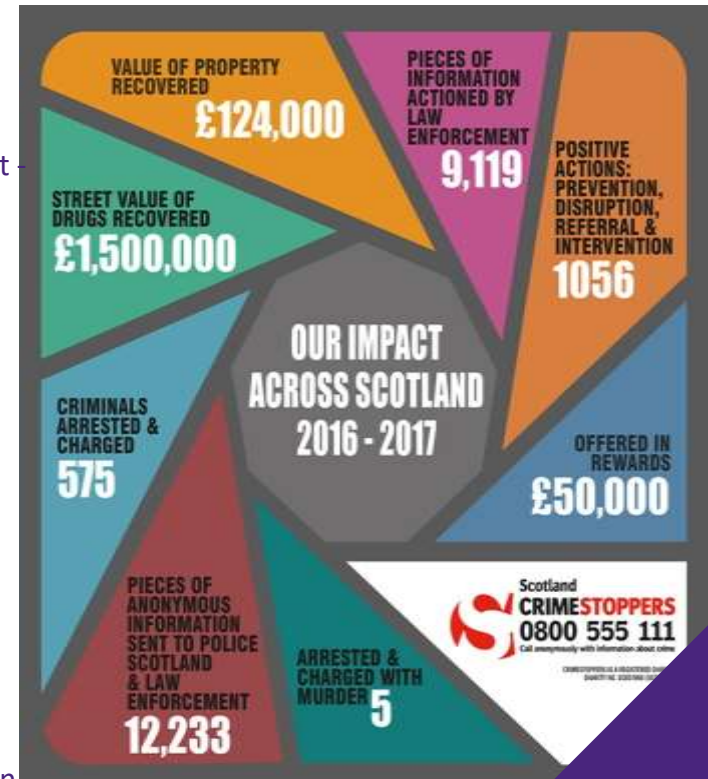 VALUE OF PROPERTY
RECOVERED
£124,000
PIECES OF
INFORMATION
ACTIONED BY
LAW
ENFORCEMENT
9,119
POSITIVE
ACTIONS:
PREVENTION,
DISRUPTION,
REFERRAL &
INTERVENTION
1056
t -
STREET VALUE OF
DRUGS RECOVERED
£1,500,000
OUR IMPACT
ACROSS SCOTLAND
2016 - 2017
CRIMINALS
ARRESTED &
CHARGED
575
OFFERED IN
REWARDS
£50,000
PIECES OF
ANONYMOUS
INFORMATION
SENT TO POLICE
SCOTLAND
& LAW
ENFORCEMENT
12,233
ARRESTED &
CHARGED WITH
MURDER 5
Scotland
CRIMESTOPPERS
0800 555 111
Call anonymously with information about crime
CRIMESTOPPERS IS A REGISTERED
n